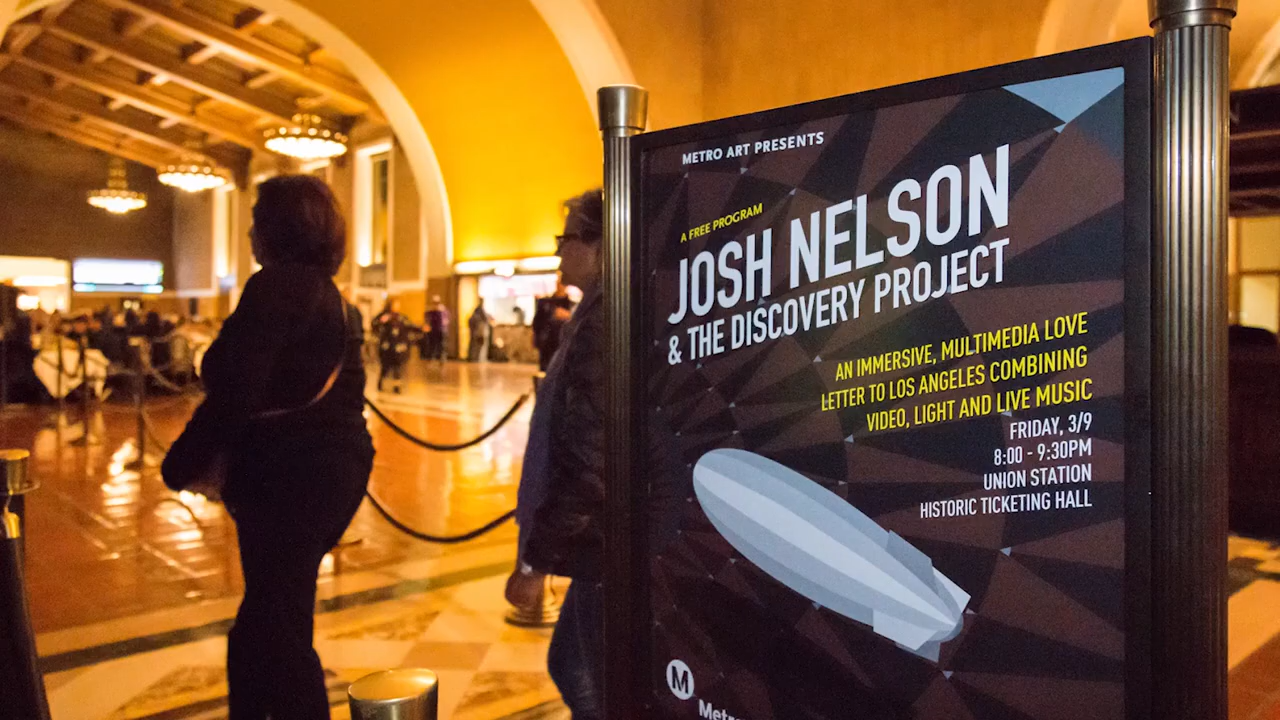 METRO ART PRESENTS
A FREE PROGRAM
JOSH NELSON
& THE DISCOVERY PROJECT
AN IMMERSIVE, MULTIMEDIA LOVE
LETTER TO LOS ANGELES COMBINING
VIDEO, LIGHT AND LIVE MUSIC
FRIDAY, 3/9
8:00 - 9:30PM
UNION STATION
HISTORIC TICKETING HALL
M
Metro